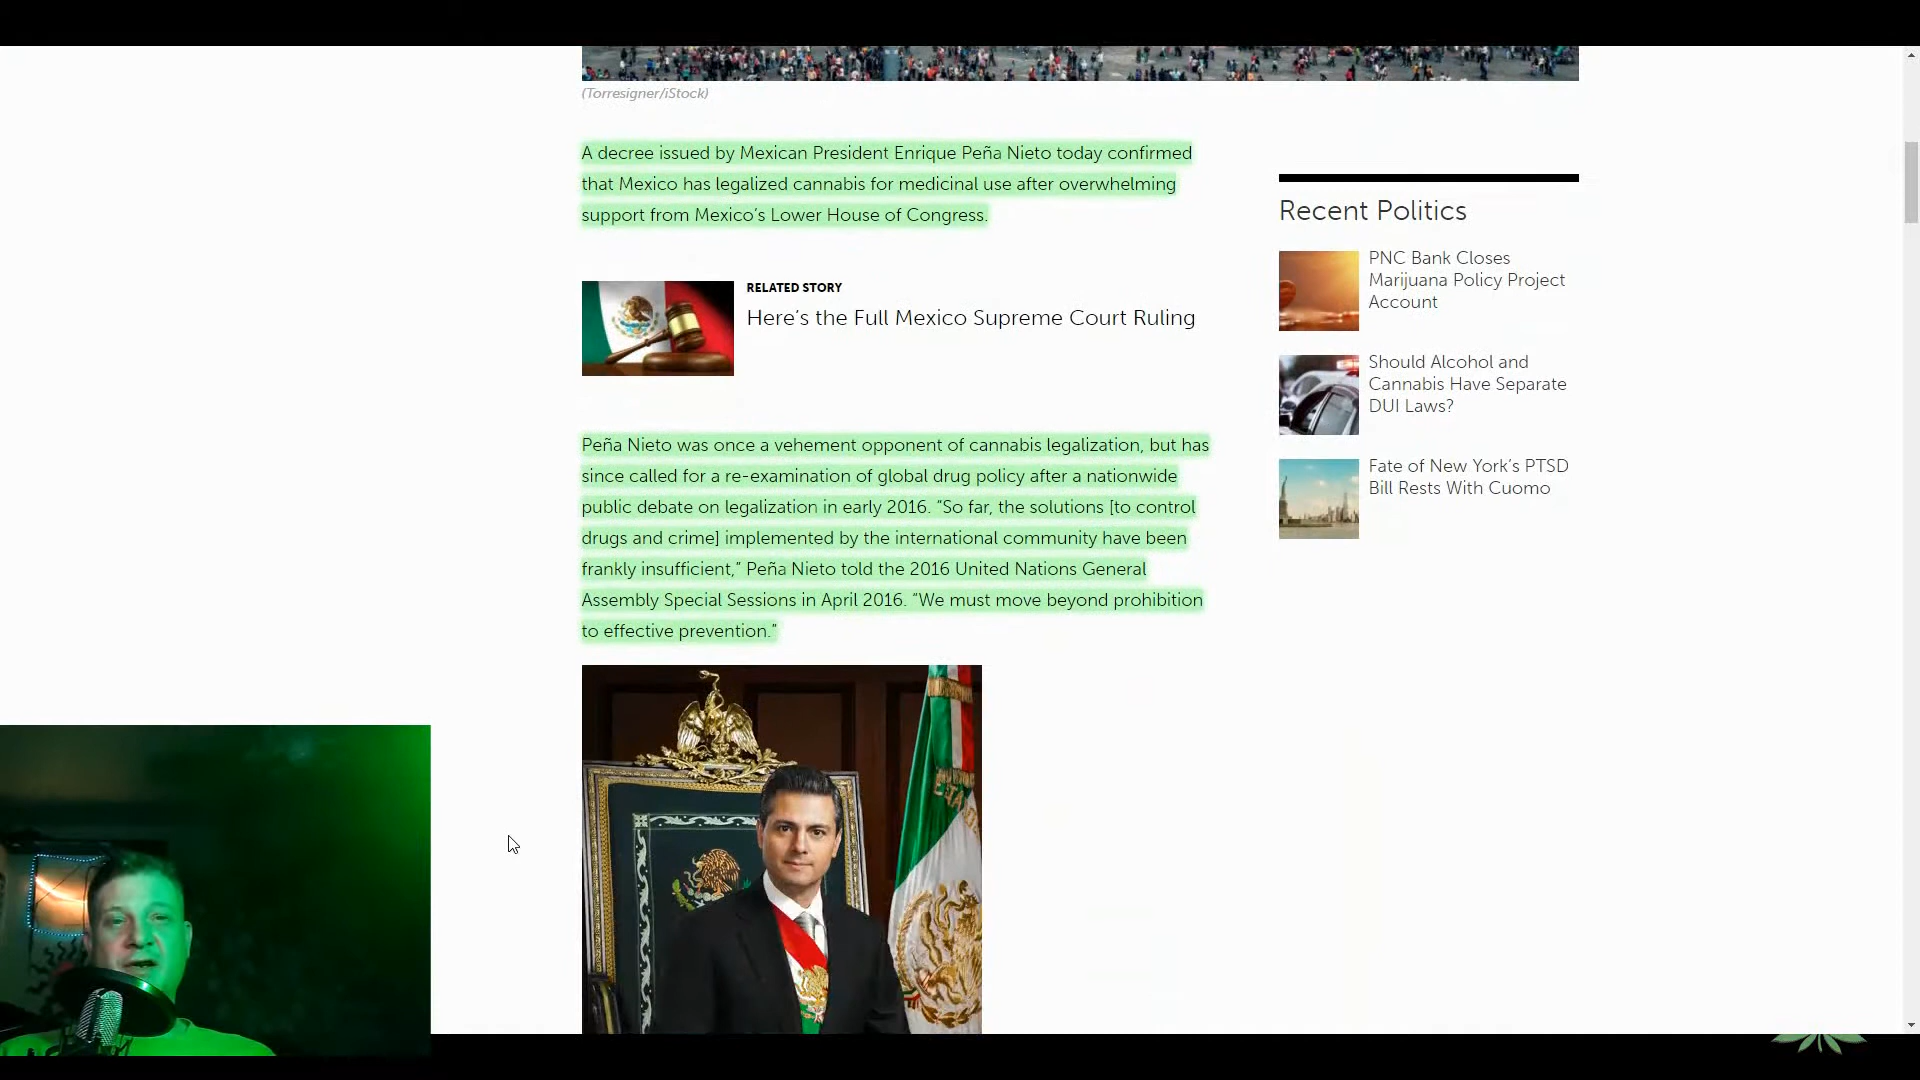 (Torresigner/iStock)
A decree issued by Mexican President Enrique Peña Nieto today confirmed
that Mexico has legalized cannabis for medicinal use after overwhelming
support from Mexico’s Lower House of Congress.
RELATED STORY
Here’s the Full Mexico Supreme Court Ruling
Peña Nieto was once a vehement opponent of cannabis legalization, but has
since called for a re-examination of global drug policy after a nationwide
public debate on legalization in early 2016. “So far, the solutions [to control
drugs and crime] implemented by the international community have been
frankly insufficient,” Peña Nieto told the 2016 United Nations General
Assembly Special Sessions in April 2016. “We must move beyond prohibition
to effective prevention.”
Recent Politics
PNC Bank Closes
Marijuana Policy Project
Account
Should Alcohol and
Cannabis Have Separate
DUI Laws?
Fate of New York’s PTSD
Bill Rests With Cuomo